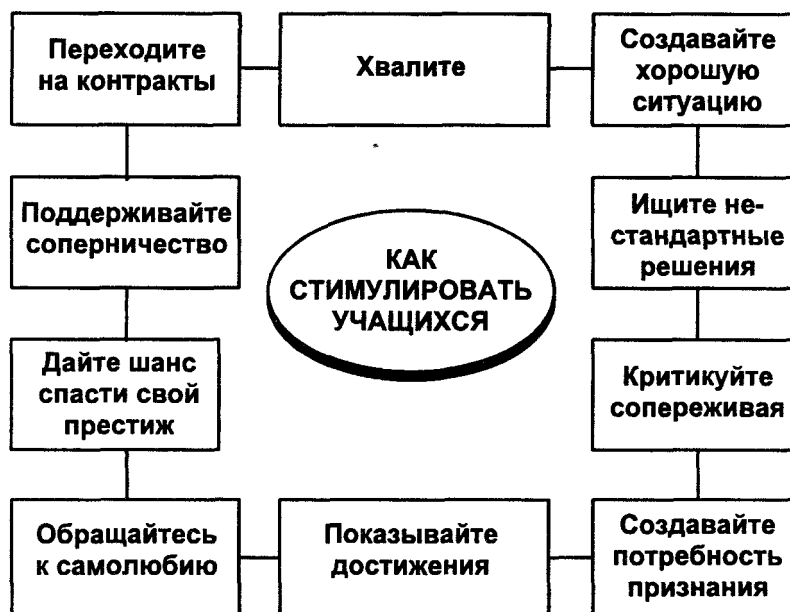 Переходите
на контракты
Хвалите
Создавайте
хорошую
ситуацию
Поддерживайте
соперничество
КАК
СТИМУЛИРОВАТЬ
УЧАЩИХСЯ
Ищите не-
стандартные
решения
Дайте шанс
спасти свой
престиж
Критикуйте
сопереживая
Обращайтесь
к самолюбию
Показывайте
достижения
Создавайте
потребность
признания